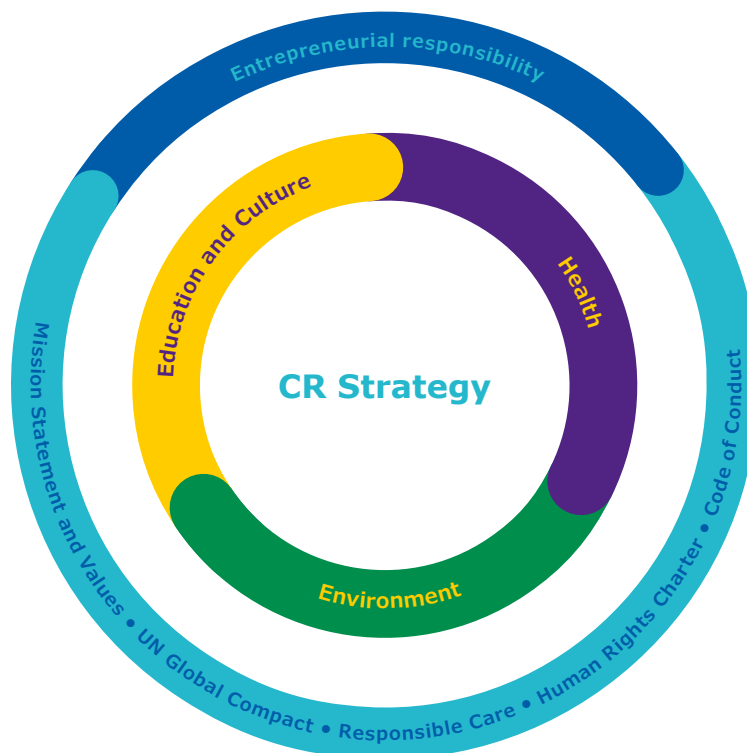 Entrepreneurial responsibility
Education and Culture
Health
CR Strategy
Environment
Mission Statement and Values • UN Global Compact • Responsible Care • Human Rights Charter • Code of Conduct